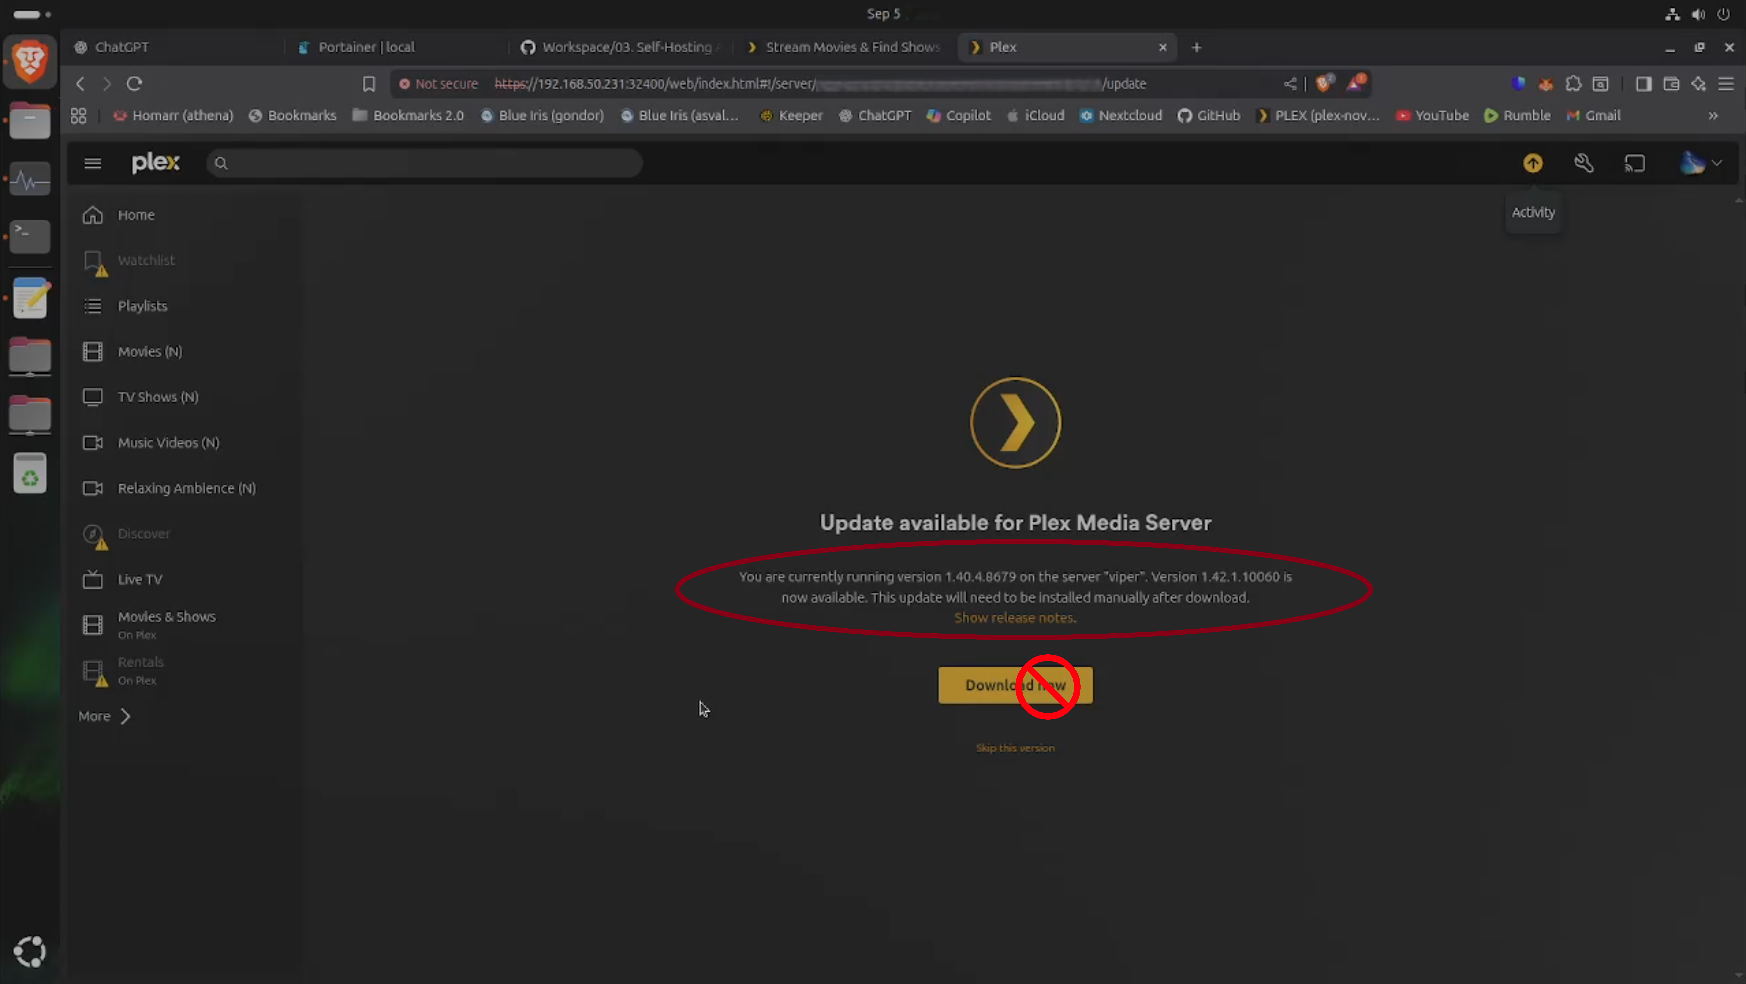 Sep 5
ChatGPT
Portainer | local
Workspace/03. Self-Hosting
Stream Movies & Find Shows
Plex
Not secure
https://192.168.50.231:32400/web/index.html#!/server/
/update
Homarr (athena)
Bookmarks
Bookmarks 2.0
Blue Iris (gondor)
Blue Iris (asval...
Keeper
ChatGPT
Copilot
iCloud
Nextcloud
GitHub
PLEX (plex-nov...
YouTube
Rumble
Gmail
plex
Activity
Home
Watchlist
Playlists
Movies (N)
TV Shows (N)
Music Videos (N)
Relaxing Ambience (N)
Discover
Live TV
Movies & Shows
On Plex
Rentals
On Plex
More
Update available for Plex Media Server
You are currently running version 1.40.4.8679 on the server "viper". Version 1.42.1.10060 is
now available. This update will need to be installed manually after download.
Show release notes.
Download now
Skip this version